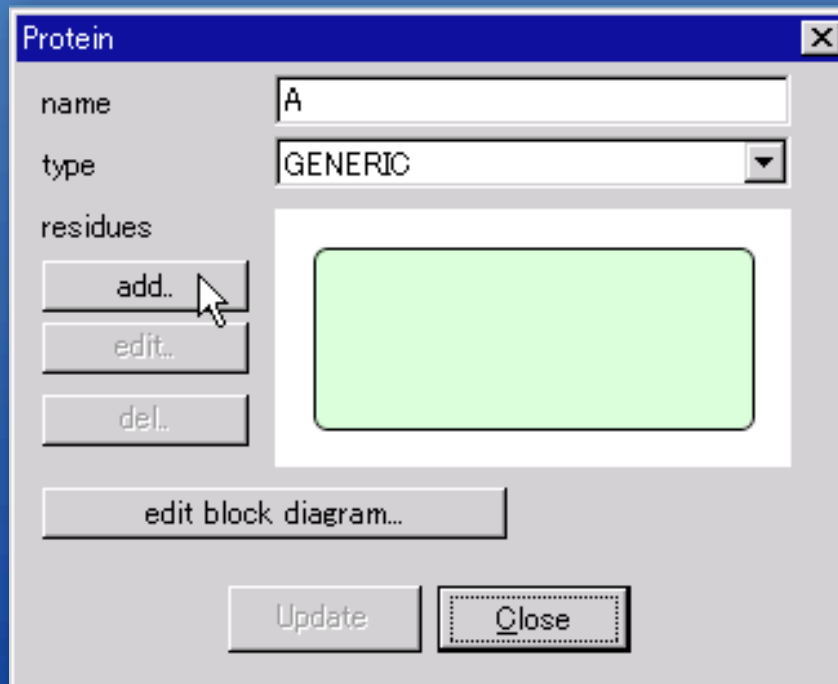 Protein
name A
type GENERIC
residues
add..
edit..
del..
edit block diagram...
Update Close